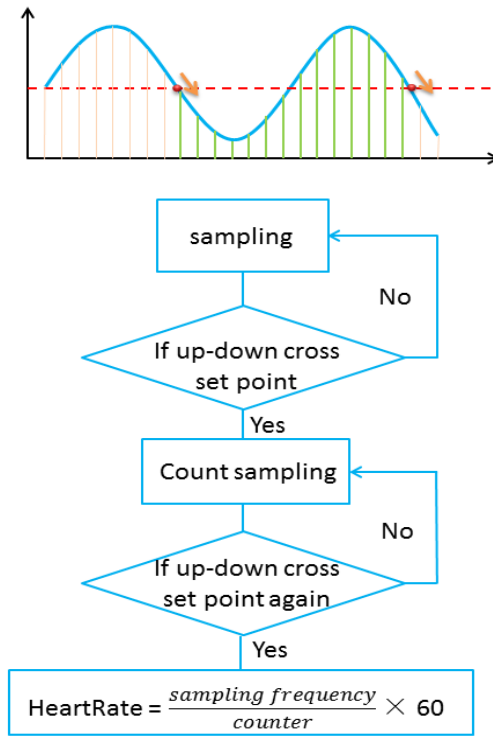 sampling
No
If up-down cross
set point
Yes
Count sampling
No
If up-down cross
set point again
Yes
HeartRate = sampling frequency / counter × 60